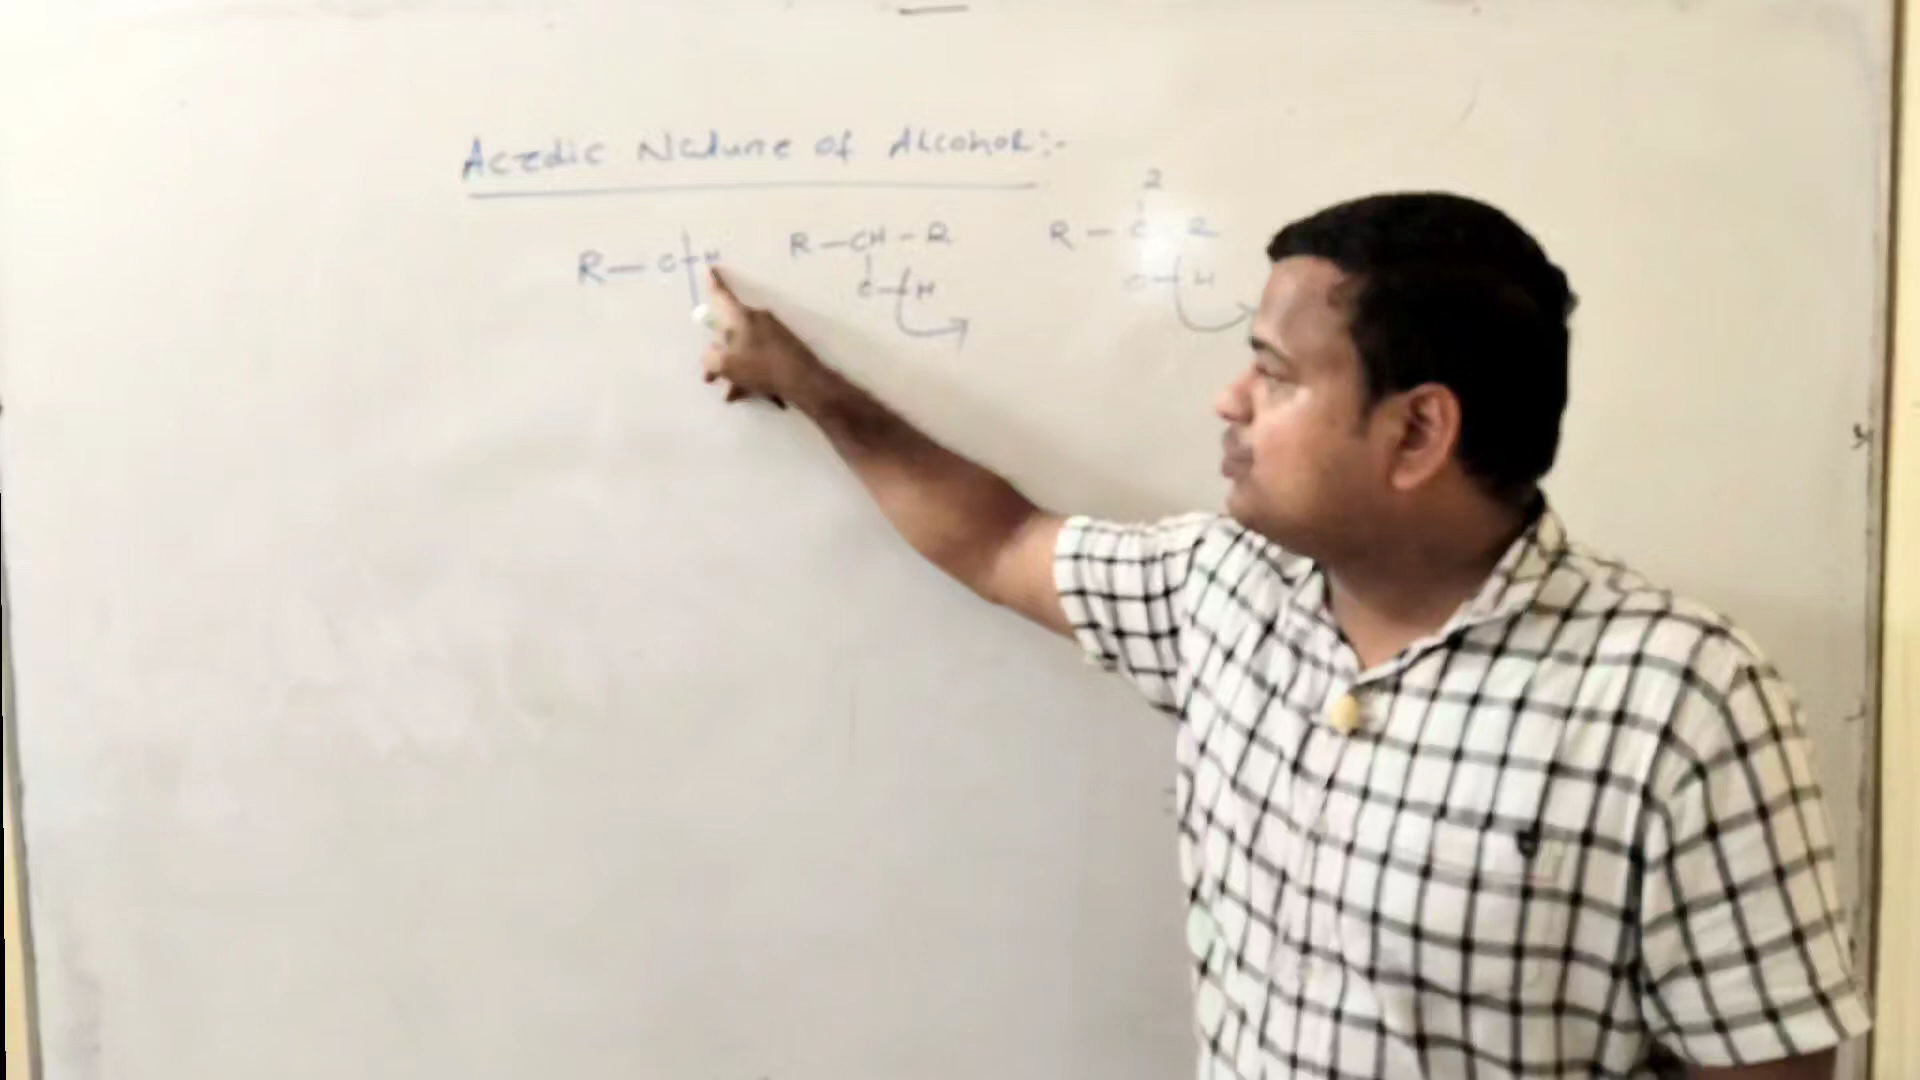 Acedic Nature of Alcohol:-
R — O — H
R — CH — R
O — H
R
R — C R
O — H